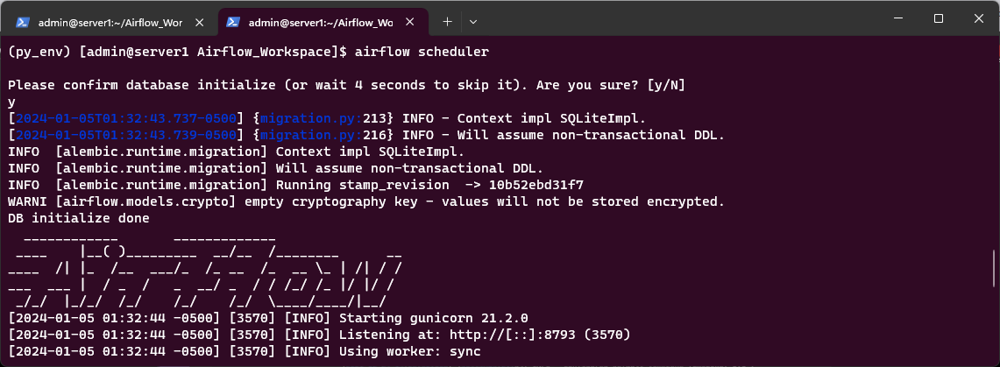 admin@server1:~/Airflow_Wor
admin@server1:~/Airflow_Wo
(py_env) [admin@server1 Airflow_Workspace]$ airflow scheduler
Please confirm database initialize (or wait 4 seconds to skip it). Are you sure? [y/N]
y
[2024-01-05T01:32:43.737-0500] {migration.py:213} INFO - Context impl SQLiteImpl.
[2024-01-05T01:32:43.739-0500] {migration.py:216} INFO - Will assume non-transactional DDL.
INFO  [alembic.runtime.migration] Context impl SQLiteImpl.
INFO  [alembic.runtime.migration] Will assume non-transactional DDL.
INFO  [alembic.runtime.migration] Running stamp_revision  -> 10b52ebd31f7
WARNI [airflow.models.crypto] empty cryptography key - values will not be stored encrypted.
DB initialize done
  ____________       _____________
 ____    |__( )_________  __/__  /________      __
____  /| |_  /__  ___/_  /_ __  /_  __ \_ | /| / /
___  ___ |  / _  /   _  __/ _  / / /_/ /_ |/ |/ /
 _/_/  |_/_/  /_/    /_/    /_/  \____/____/|__/
[2024-01-05 01:32:44 -0500] [3570] [INFO] Starting gunicorn 21.2.0
[2024-01-05 01:32:44 -0500] [3570] [INFO] Listening at: http://[::]:8793 (3570)
[2024-01-05 01:32:44 -0500] [3570] [INFO] Using worker: sync